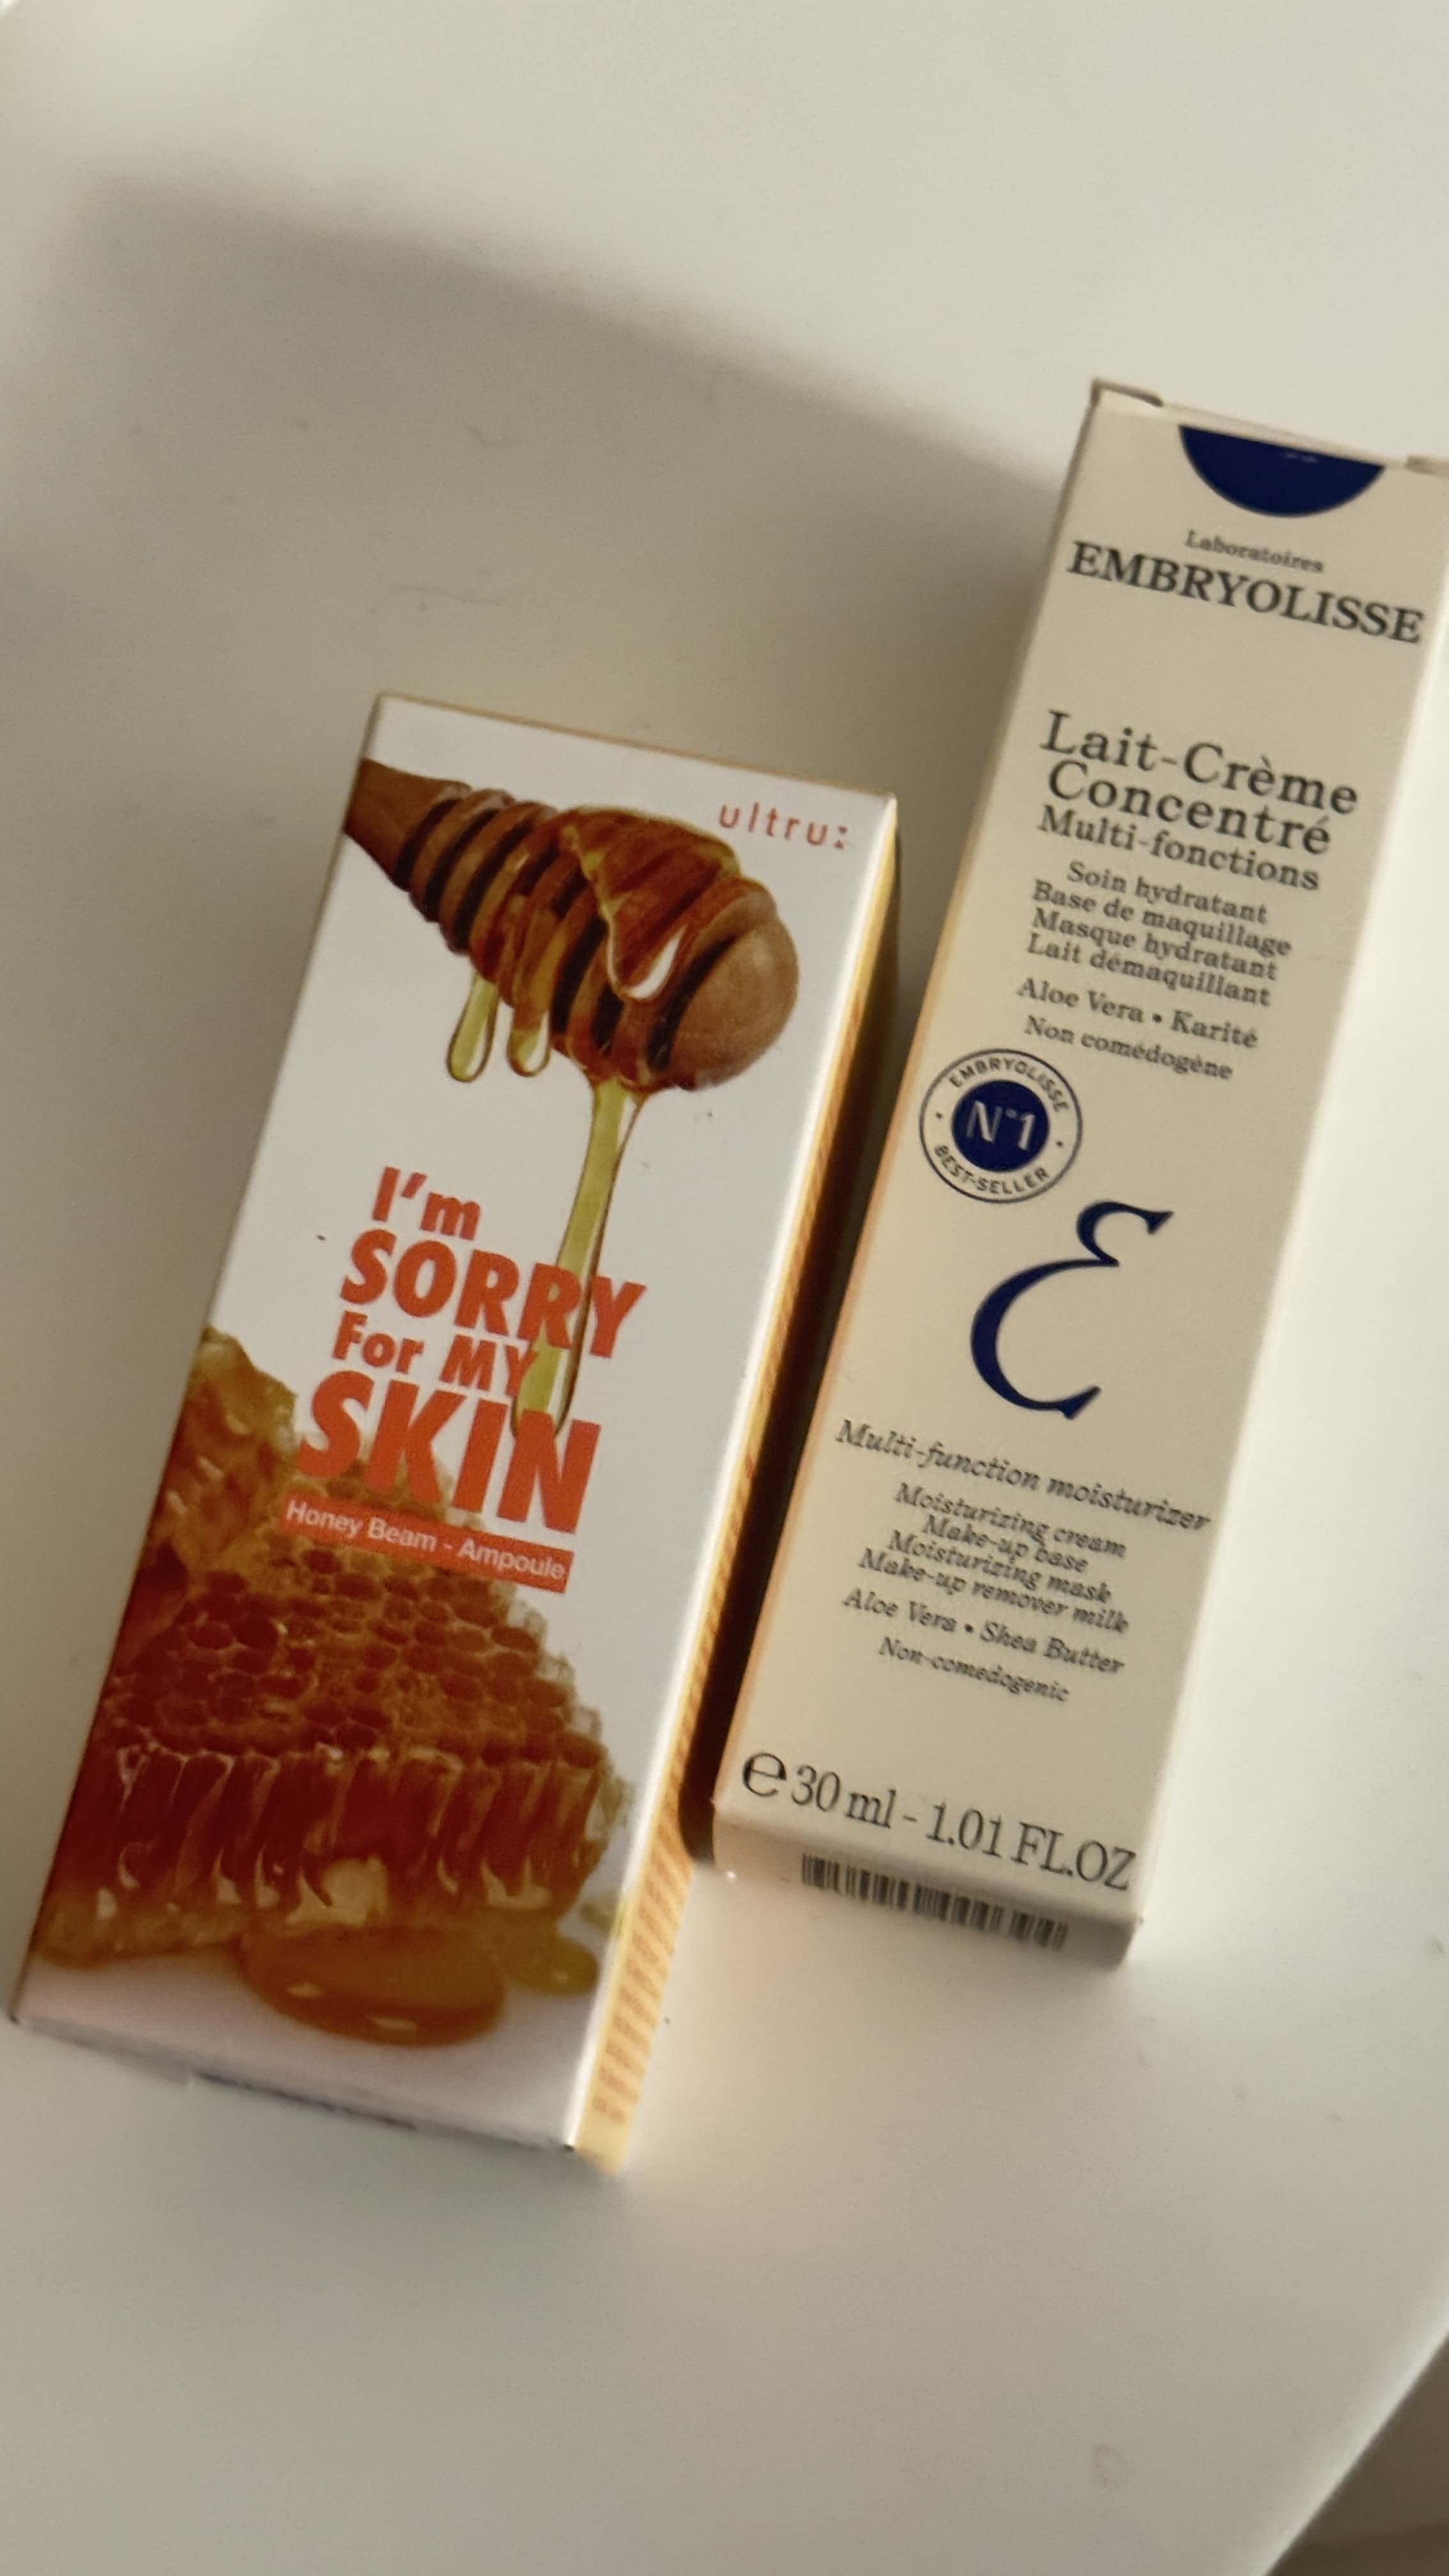 ultru:
I'm
SORRY
For MY
SKIN
Honey Beam - Ampoule
Laboratoires
EMBRYOLISSE
Lait-Crème
Concentré
Multi-fonctions
Soin hydratant
Base de maquillage
Masque hydratant
Lait démaquillant
Aloe Vera • Karité
Non comédogène
EMBRYOLISSE
N°1
BEST-SELLER
Ɛ
Multi-function moisturizer
Moisturizing cream
Make-up base
Moisturizing mask
Make-up remover milk
Aloe Vera • Shea Butter
Non-comedogenic
℮ 30 ml - 1.01 FL.OZ